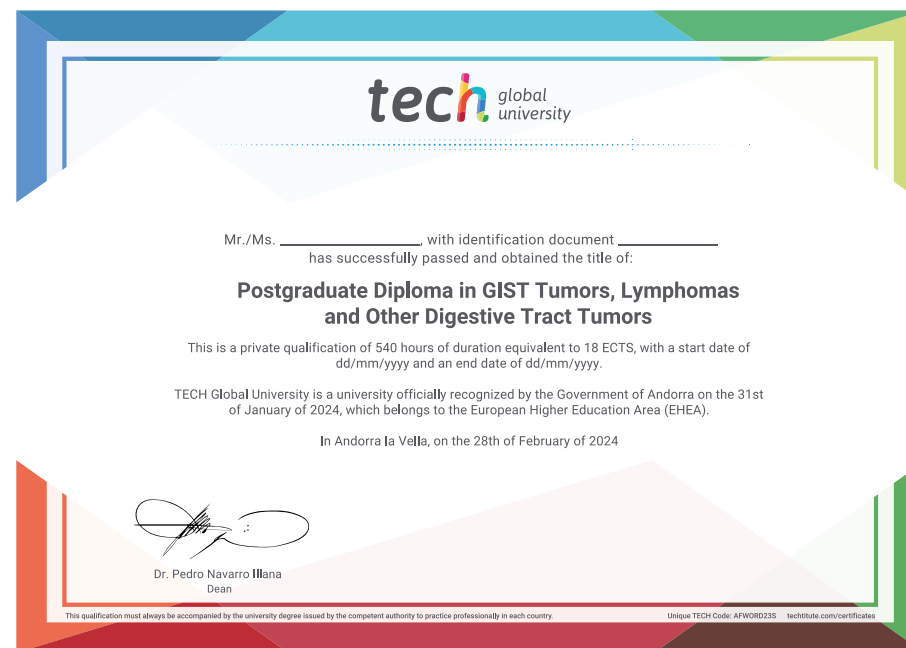 tech global
university
Mr./Ms. ____________________, with identification document ______________
has successfully passed and obtained the title of:
Postgraduate Diploma in GIST Tumors, Lymphomas
and Other Digestive Tract Tumors
This is a private qualification of 540 hours of duration equivalent to 18 ECTS, with a start date of
dd/mm/yyyy and an end date of dd/mm/yyyy.
TECH Global University is a university officially recognized by the Government of Andorra on the 31st
of January of 2024, which belongs to the European Higher Education Area (EHEA).
In Andorra la Vella, on the 28th of February of 2024
Dr. Pedro Navarro Illana
Dean
This qualification must always be accompanied by the university degree issued by the competent authority to practice professionally in each country.
Unique TECH Code: AFWORD23S techtitute.com/certificates